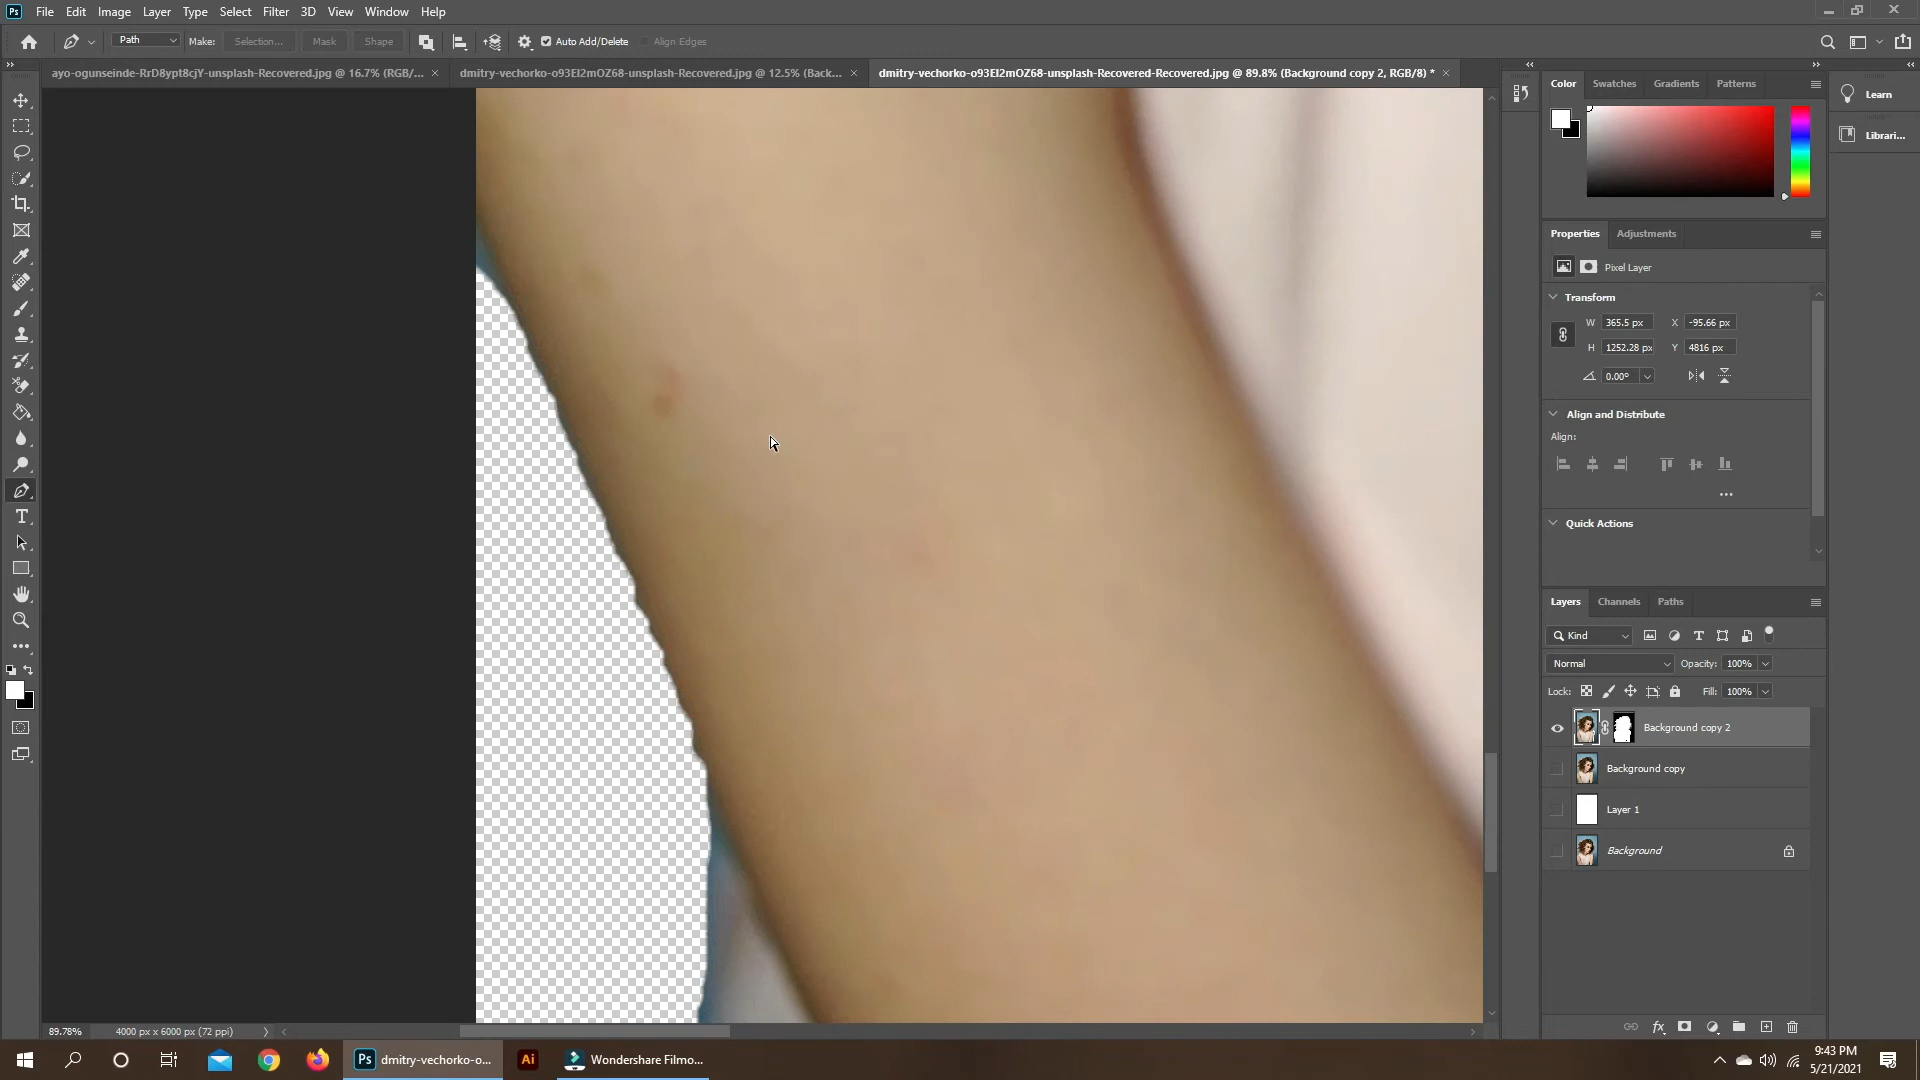 Ps File Edit Image Layer Type Select Filter 3D View Window Help
Path Make: Selection... Mask Shape Auto Add/Delete Align Edges
ayo-ogunseinde-RrD8ypt8cjY-unsplash-Recovered.jpg @ 16.7% (RGB/... × dmitry-vechorko-o93EI2mOZ68-unsplash-Recovered.jpg @ 12.5% (Back... × dmitry-vechorko-o93EI2mOZ68-unsplash-Recovered-Recovered.jpg @ 89.8% (Background copy 2, RGB/8) * ×
Color Swatches Gradients Patterns
Learn
Librari...
Properties Adjustments
Pixel Layer
Transform
W 365.5 px X -95.66 px
H 1252.28 px Y 4816 px
0.00°
Align and Distribute
Align:
Quick Actions
Layers Channels Paths
Kind
Normal Opacity: 100%
Lock: Fill: 100%
Background copy 2
Background copy
Layer 1
Background
fx
89.78% 4000 px x 6000 px (72 ppi)
Ps dmitry-vechorko-o... Ai Wondershare Filmo...
9:43 PM
5/21/2021